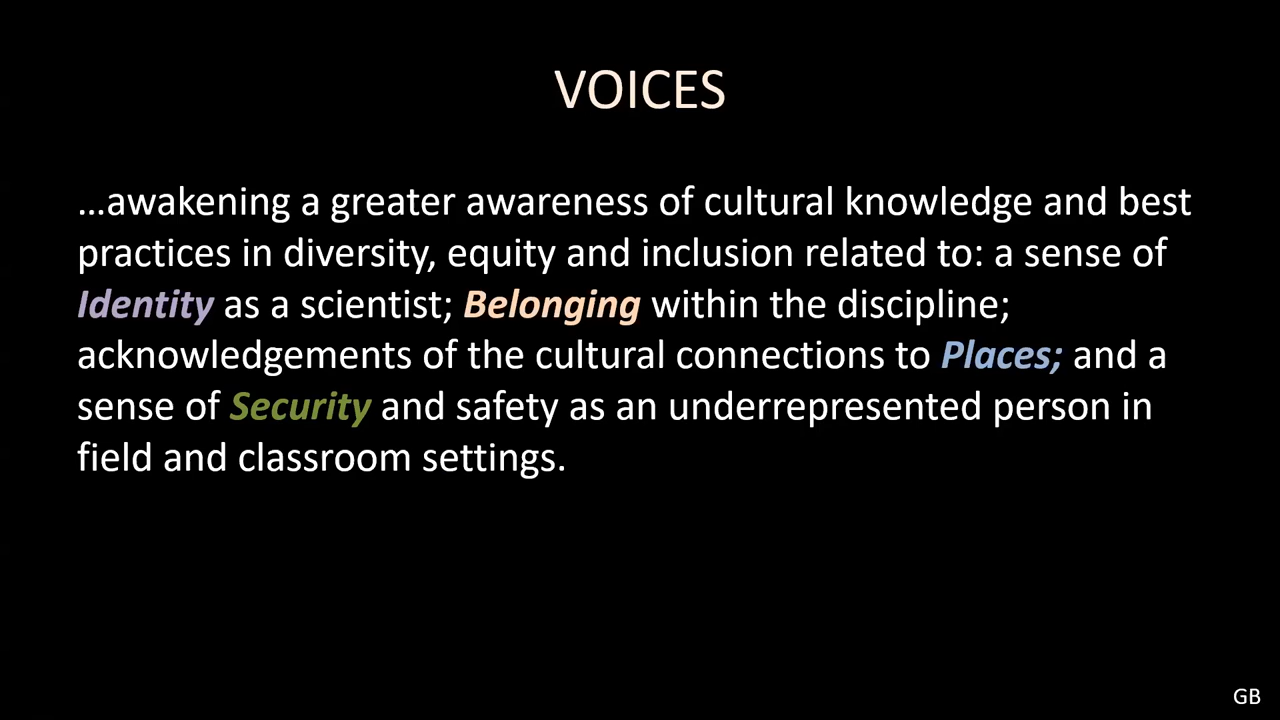 VOICES
…awakening a greater awareness of cultural knowledge and best
practices in diversity, equity and inclusion related to: a sense of
Identity as a scientist; Belonging within the discipline;
acknowledgements of the cultural connections to Places; and a
sense of Security and safety as an underrepresented person in
field and classroom settings.
GB